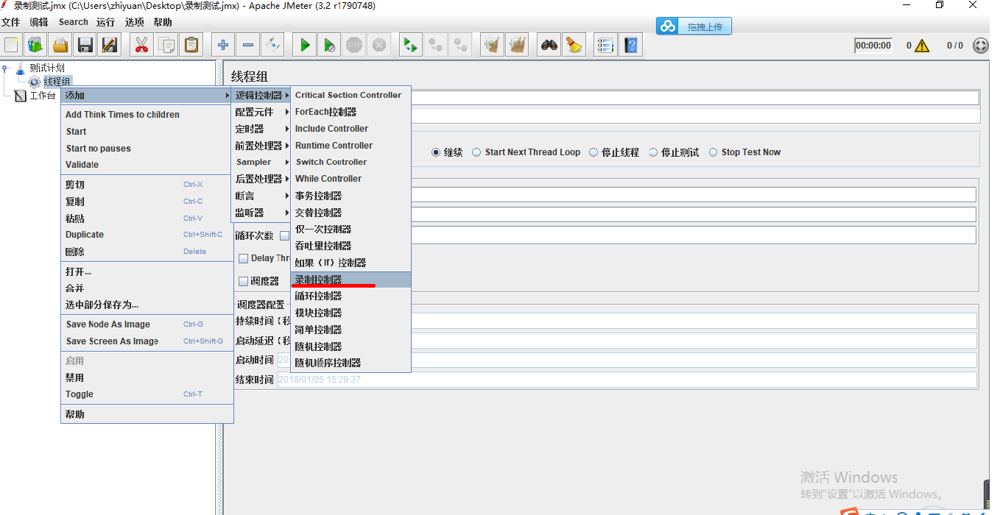 录制测试.jmx (C:\Users\zhiyuan\Desktop\录制测试.jmx) - Apache JMeter (3.2 r1790748)
文件 编辑 Search 运行 选项 帮助
拖拽上传
STOP
00:00:00 0 0 / 0
测试计划
线程组
工作台
线程组
添加
Add Think Times to children
Start
Start no pauses
Validate
剪切 Ctrl-X
复制 Ctrl-C
粘贴 Ctrl-V
Duplicate Ctrl+Shift-C
删除 Delete
打开...
合并
选中部分保存为...
Save Node As Image Ctrl-G
Save Screen As Image Ctrl+Shift-G
启用
禁用
Toggle Ctrl-T
帮助
逻辑控制器
配置元件
定时器
前置处理器
Sampler
后置处理器
断言
监听器
Critical Section Controller
ForEach控制器
Include Controller
Runtime Controller
Switch Controller
While Controller
事务控制器
交替控制器
仅一次控制器
吞吐量控制器
如果（If）控制器
录制控制器
循环控制器
模块控制器
简单控制器
随机控制器
随机顺序控制器
继续 Start Next Thread Loop 停止线程 停止测试 Stop Test Now
循环次数
Delay Thr
调度器
调度器配置
持续时间（秒
启动延迟（秒
启动时间 20
结束时间 2018/01/05 15:29:37
激活 Windows
转到"设置"以激活 Windows。